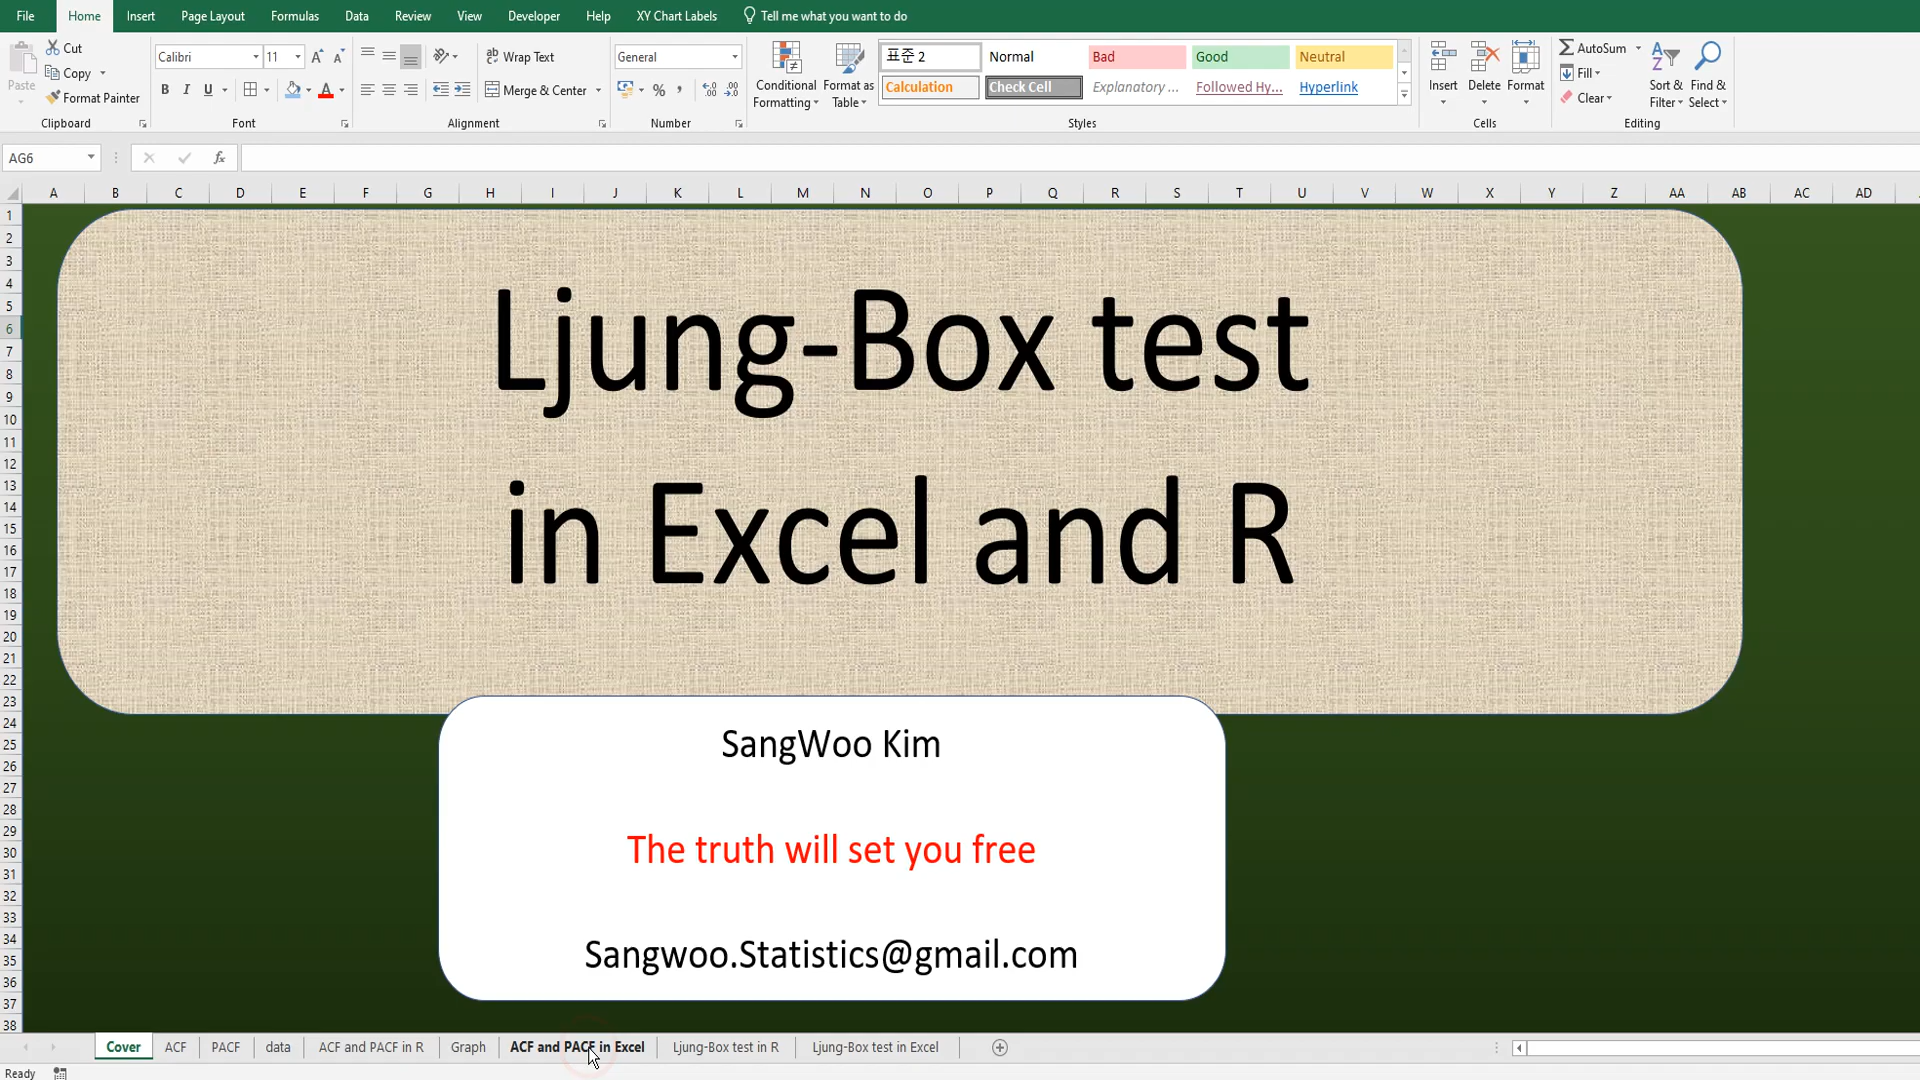 File Home Insert Page Layout Formulas Data Review View Developer Help XY Chart Labels Tell me what you want to do
Paste
Cut
Copy
Format Painter
Clipboard
Calibri 11
B I U
Font
Wrap Text
Merge & Center
Alignment
General
Number
Conditional Formatting
Format as Table
표준 2 Normal Bad Good Neutral
Calculation Check Cell Explanatory ... Followed Hy... Hyperlink
Styles
Insert Delete Format
Cells
AutoSum
Fill
Clear
Sort & Filter
Find & Select
Editing
AG6
fx
A B C D E F G H I J K L M N O P Q R S T U V W X Y Z AA AB AC AD
1
2
3
4
5
6
7
8
9
10
11
12
13
14
15
16
17
18
19
20
21
22
23
24
25
26
27
28
29
30
31
32
33
34
35
36
37
38
Ljung-Box test
in Excel and R
SangWoo Kim
The truth will set you free
Sangwoo.Statistics@gmail.com
Cover ACF PACF data ACF and PACF in R Graph ACF and PACF in Excel Ljung-Box test in R Ljung-Box test in Excel
Ready